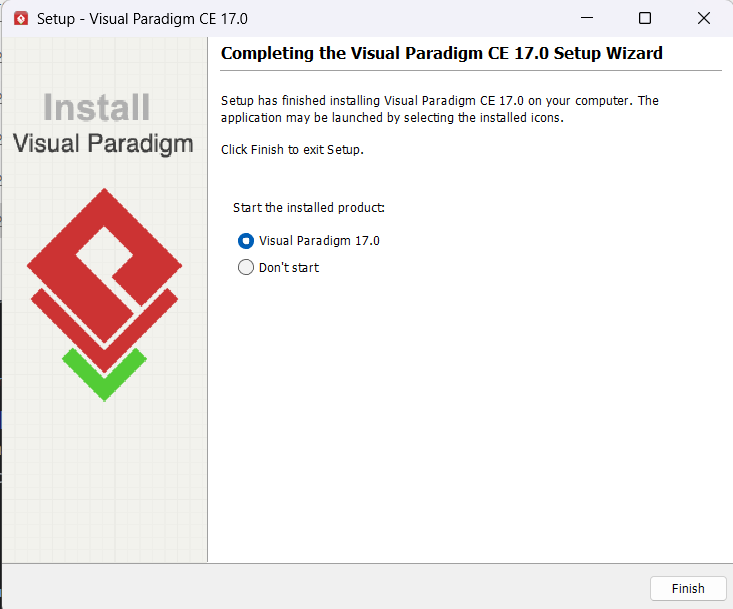 Setup - Visual Paradigm CE 17.0
Install
Visual Paradigm
Completing the Visual Paradigm CE 17.0 Setup Wizard
Setup has finished installing Visual Paradigm CE 17.0 on your computer. The
application may be launched by selecting the installed icons.
Click Finish to exit Setup.
Start the installed product:
Visual Paradigm 17.0
Don't start
Finish